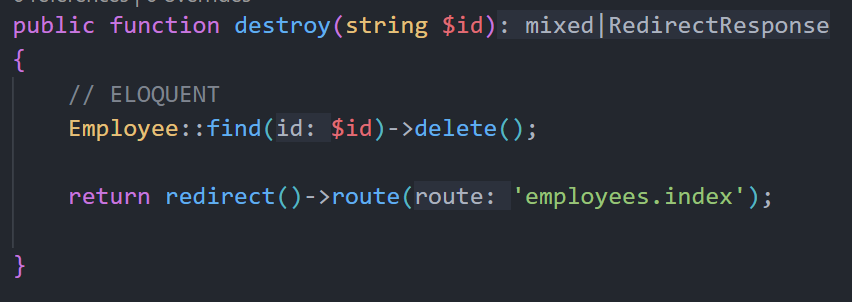 public function destroy(string $id): mixed|RedirectResponse
{
// ELOQUENT
Employee::find(id: $id)->delete();
return redirect()->route(route: 'employees.index');
}